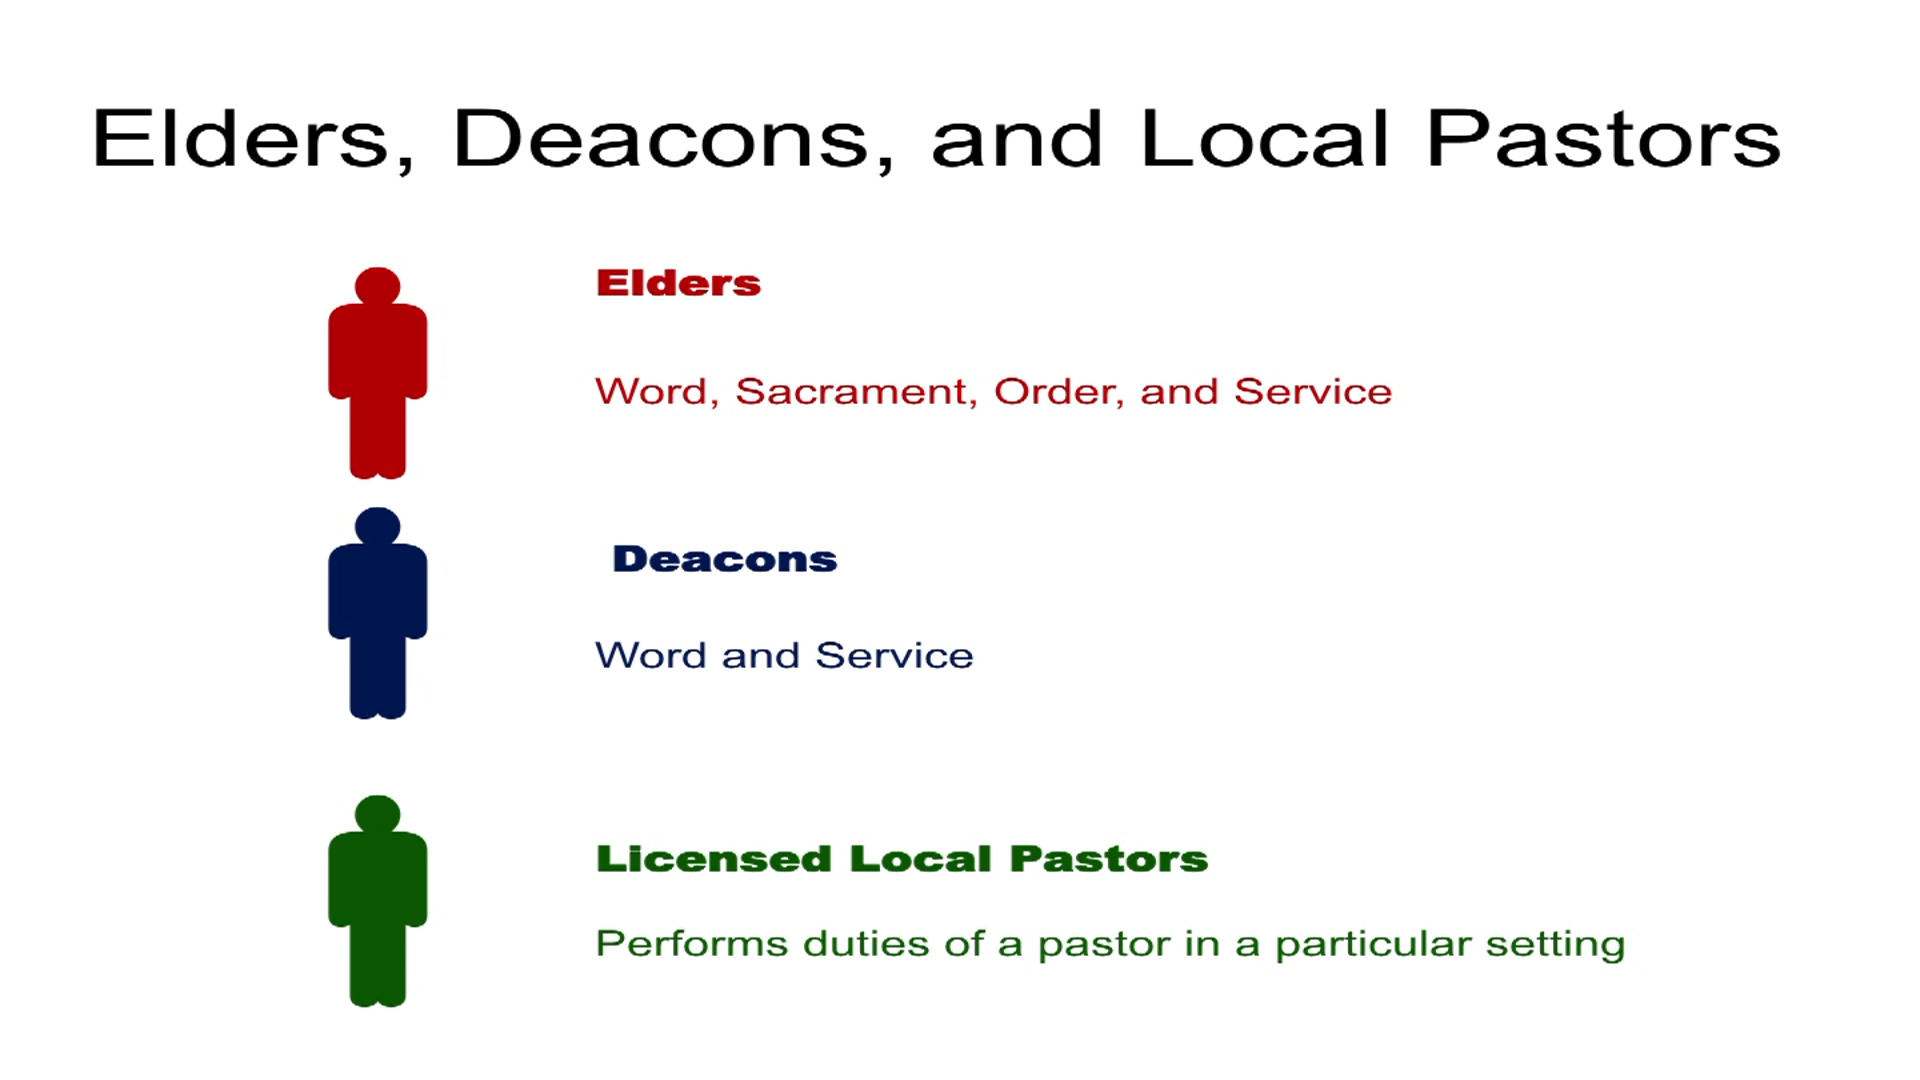 Elders, Deacons, and Local Pastors
Elders
Word, Sacrament, Order, and Service
Deacons
Word and Service
Licensed Local Pastors
Performs duties of a pastor in a particular setting